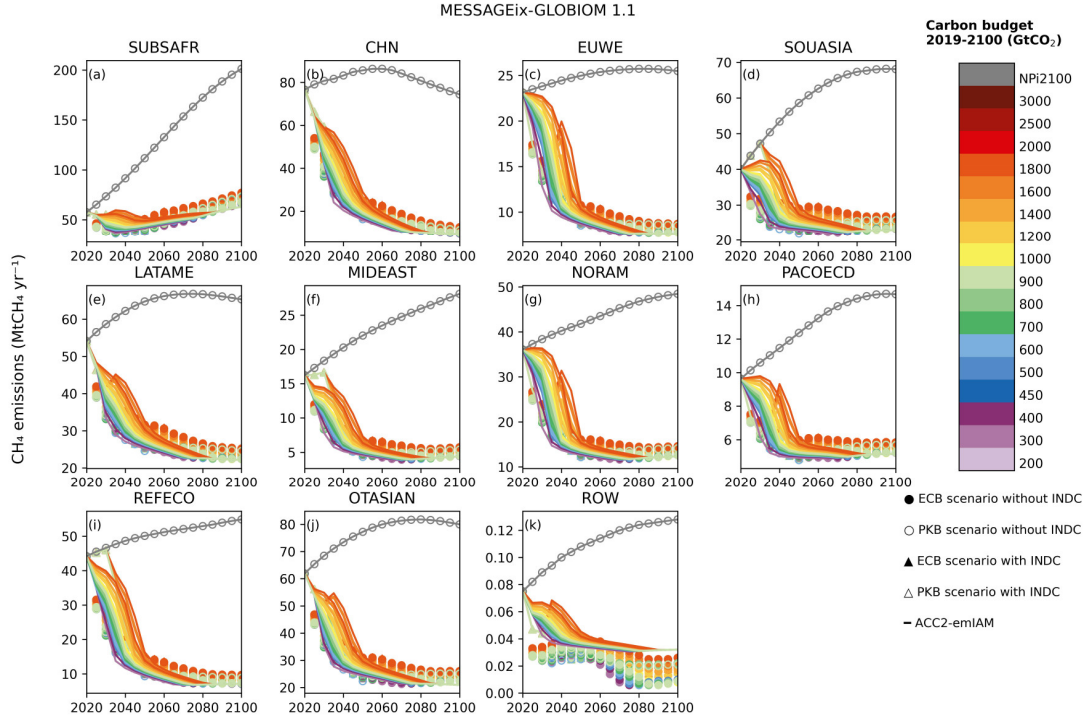 MESSAGEix-GLOBIOM 1.1
Carbon budget
2019-2100 (GtCO₂)
SUBSAFR CHN EUWE SOUASIA
(a) (b) (c) (d)
200 150 100 50
80 60 40 20
25 20 15 10
70 60 50 40 30 20
2020 2040 2060 2080 2100 2020 2040 2060 2080 2100 2020 2040 2060 2080 2100 2020 2040 2060 2080 2100
LATAME MIDEAST NORAM PACOECD
(e) (f) (g) (h)
60 50 40 30 20
25 20 15 10 5
50 40 30 20 10
14 12 10 8 6
2020 2040 2060 2080 2100 2020 2040 2060 2080 2100 2020 2040 2060 2080 2100 2020 2040 2060 2080 2100
REFECO OTASIAN ROW
(i) (j) (k)
50 40 30 20 10
80 70 60 50 40 30 20
0.12 0.10 0.08 0.06 0.04 0.02 0.00
2020 2040 2060 2080 2100 2020 2040 2060 2080 2100 2020 2040 2060 2080 2100
CH₄ emissions (MtCH₄ yr⁻¹)
NPi2100
3000
2500
2000
1800
1600
1400
1200
1000
900
800
700
600
500
450
400
300
200
ECB scenario without INDC
PKB scenario without INDC
ECB scenario with INDC
PKB scenario with INDC
ACC2-emIAM